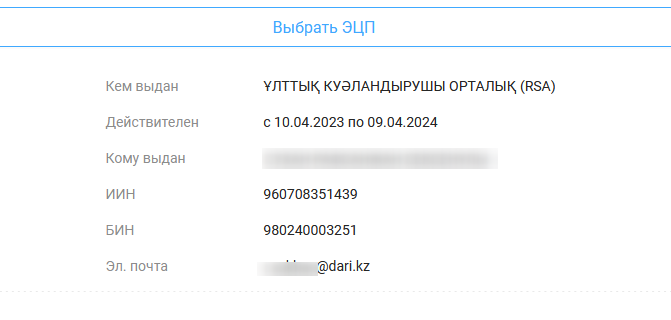 Выбрать ЭЦП
Кем выдан ҰЛТТЫҚ КУӘЛАНДЫРУШЫ ОРТАЛЫҚ (RSA)
Действителен с 10.04.2023 по 09.04.2024
Кому выдан
ИИН 960708351439
БИН 980240003251
Эл. почта @dari.kz